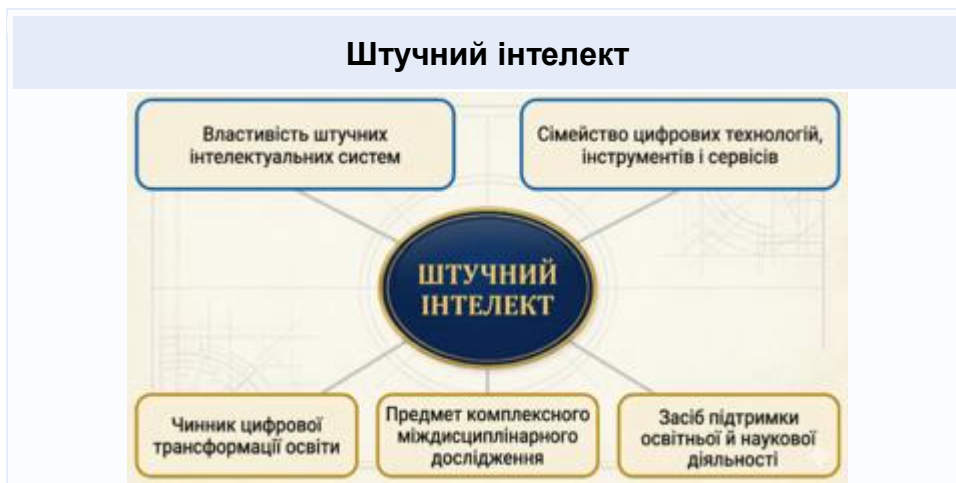 Штучний інтелект
Властивість штучних
інтелектуальних систем
Сімейство цифрових технологій,
інструментів і сервісів
ШТУЧНИЙ
ІНТЕЛЕКТ
Чинник цифрової
трансформації освіти
Предмет комплексного
міждисциплінарного
дослідження
Засіб підтримки
освітньої й наукової
діяльності